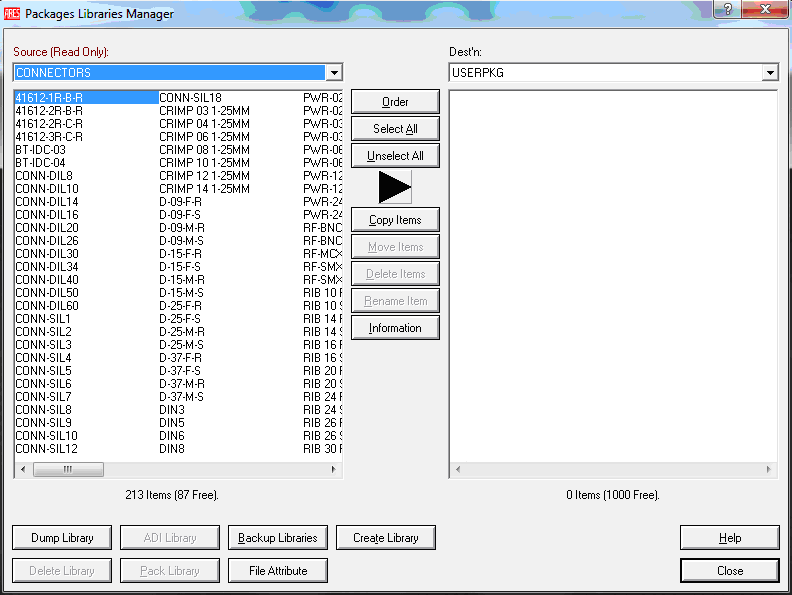 ARES Packages Libraries Manager
Source (Read Only):
Dest'n:
CONNECTORS
USERPKG
41612-1R-B-R CONN-SIL18 PWR-02
41612-2R-B-R CRIMP 03 1-25MM PWR-02
41612-2R-C-R CRIMP 04 1-25MM PWR-03
41612-3R-C-R CRIMP 06 1-25MM PWR-03
BT-IDC-03 CRIMP 08 1-25MM PWR-06
BT-IDC-04 CRIMP 10 1-25MM PWR-06
CONN-DIL8 CRIMP 12 1-25MM PWR-12
CONN-DIL10 CRIMP 14 1-25MM PWR-12
CONN-DIL14 D-09-F-R PWR-24
CONN-DIL16 D-09-F-S PWR-24
CONN-DIL20 D-09-M-R RF-BNC
CONN-DIL26 D-09-M-S RF-BNC
CONN-DIL30 D-15-F-R RF-MCX
CONN-DIL34 D-15-F-S RF-SMX
CONN-DIL40 D-15-M-R RF-SMX
CONN-DIL50 D-15-M-S RIB 10 F
CONN-DIL60 D-25-F-R RIB 10 S
CONN-SIL1 D-25-F-S RIB 14 F
CONN-SIL2 D-25-M-R RIB 14 S
CONN-SIL3 D-25-M-S RIB 16 F
CONN-SIL4 D-37-F-R RIB 16 S
CONN-SIL5 D-37-F-S RIB 20 F
CONN-SIL6 D-37-M-R RIB 20 S
CONN-SIL7 D-37-M-S RIB 24 F
CONN-SIL8 DIN3 RIB 24 S
CONN-SIL9 DIN5 RIB 26 F
CONN-SIL10 DIN6 RIB 26 S
CONN-SIL12 DIN8 RIB 30 F
Order
Select All
Unselect All
Copy Items
Move Items
Delete Items
Rename Item
Information
213 Items (87 Free).
0 Items (1000 Free).
Dump Library
ADI Library
Backup Libraries
Create Library
Help
Delete Library
Pack Library
File Attribute
Close